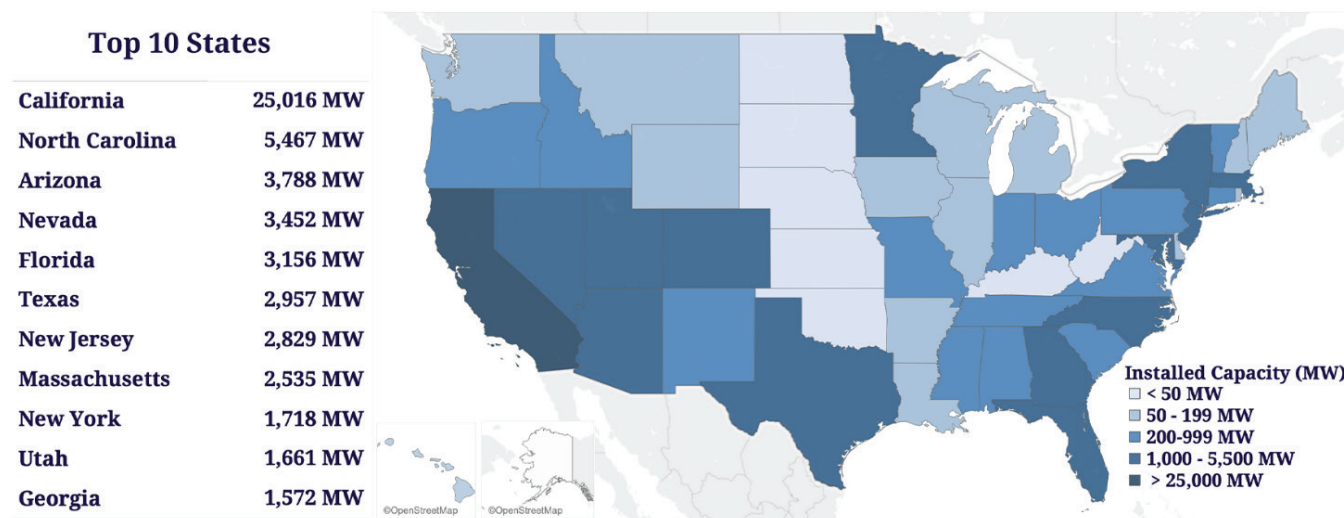 Top 10 States
California 25,016 MW
North Carolina 5,467 MW
Arizona 3,788 MW
Nevada 3,452 MW
Florida 3,156 MW
Texas 2,957 MW
New Jersey 2,829 MW
Massachusetts 2,535 MW
New York 1,718 MW
Utah 1,661 MW
Georgia 1,572 MW
Installed Capacity (MW)
< 50 MW
50 - 199 MW
200-999 MW
1,000 - 5,500 MW
> 25,000 MW
©OpenStreetMap
©OpenStreetMap